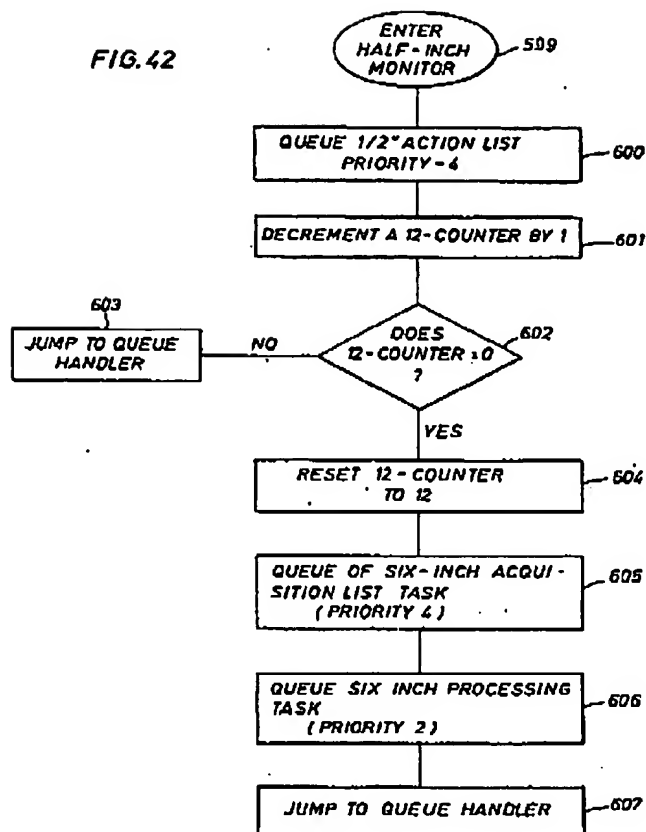 FIG. 42
ENTER
HALF-INCH
MONITOR
599
QUEUE 1/2" ACTION LIST
PRIORITY-4
600
DECREMENT A 12-COUNTER BY 1
601
603
JUMP TO QUEUE
HANDLER
NO
DOES
12-COUNTER = 0
?
602
YES
RESET 12-COUNTER
TO 12
604
QUEUE OF SIX-INCH ACQUI-
SITION LIST TASK
(PRIORITY 4)
605
QUEUE SIX INCH PROCESSING
TASK
(PRIORITY 2)
606
JUMP TO QUEUE HANDLER
607